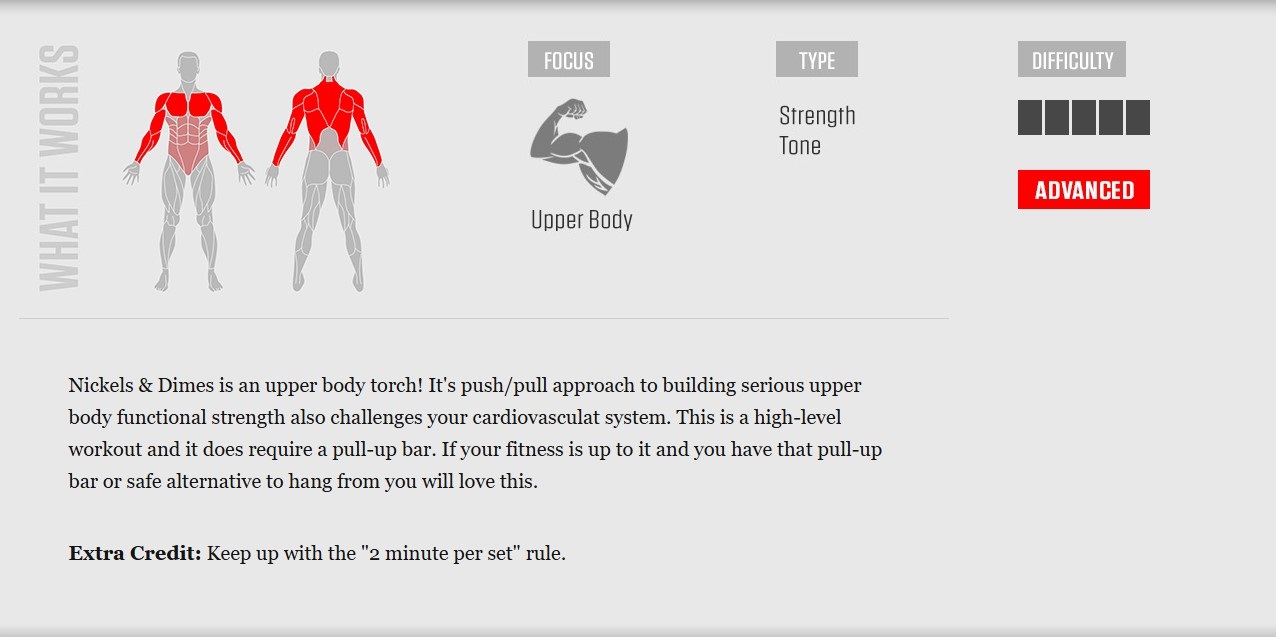 WHAT IT WORKS
FOCUS
Upper Body
TYPE
Strength
Tone
DIFFICULTY
ADVANCED
Nickels & Dimes is an upper body torch! It's push/pull approach to building serious upper
body functional strength also challenges your cardiovasculat system. This is a high-level
workout and it does require a pull-up bar. If your fitness is up to it and you have that pull-up
bar or safe alternative to hang from you will love this.
Extra Credit: Keep up with the "2 minute per set" rule.